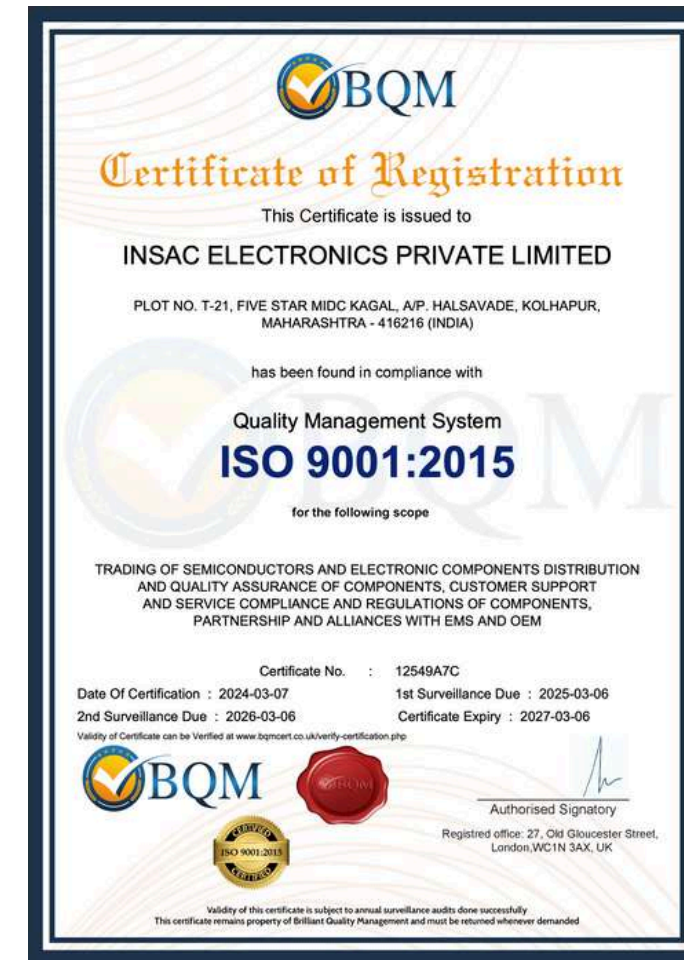 BQM
Certificate of Registration
This Certificate is issued to
INSAC ELECTRONICS PRIVATE LIMITED
PLOT NO. T-21, FIVE STAR MIDC KAGAL, A/P. HALSAVADE, KOLHAPUR,
MAHARASHTRA - 416216 (INDIA)
has been found in compliance with
Quality Management System
ISO 9001:2015
for the following scope
TRADING OF SEMICONDUCTORS AND ELECTRONIC COMPONENTS DISTRIBUTION
AND QUALITY ASSURANCE OF COMPONENTS, CUSTOMER SUPPORT
AND SERVICE COMPLIANCE AND REGULATIONS OF COMPONENTS,
PARTNERSHIP AND ALLIANCES WITH EMS AND OEM
Certificate No. : 12549A7C
Date Of Certification : 2024-03-07 1st Surveillance Due : 2025-03-06
2nd Surveillance Due : 2026-03-06 Certificate Expiry : 2027-03-06
Validity of Certificate can be Verified at www.bqmcert.co.uk/verify-certification.php
BQM
BQM
Authorised Signatory
Registred office: 27, Old Gloucester Street,
London,WC1N 3AX, UK
CERTIFIED
ISO 9001:2015
CERTIFIED
Validity of this certificate is subject to annual surveillance audits done successfully
This certificate remains property of Brilliant Quality Management and must be returned whenever demanded